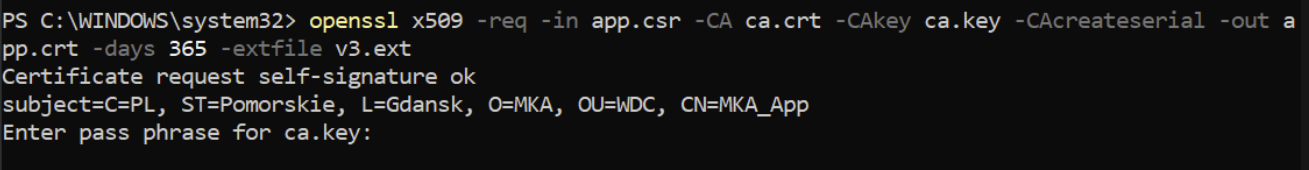 PS C:\WINDOWS\system32> openssl x509 -req -in app.csr -CA ca.crt -CAkey ca.key -CAcreateserial -out a
pp.crt -days 365 -extfile v3.ext
Certificate request self-signature ok
subject=C=PL, ST=Pomorskie, L=Gdansk, O=MKA, OU=WDC, CN=MKA_App
Enter pass phrase for ca.key: